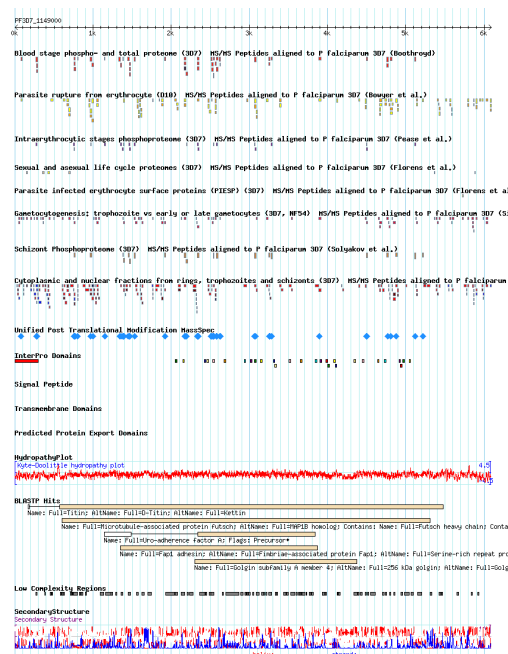 PF3D7_1149000
0k 1k 2k 3k 4k 5k 6k
Blood stage phospho- and total proteome (3D7) MS/MS Peptides aligned to P falciparum 3D7 (Boothroyd)
Parasite rupture from erythrocyte (D10) MS/MS Peptides aligned to P falciparum 3D7 (Bowyer et al.)
Intraerythrocytic stages phosphoproteome (3D7) MS/MS Peptides aligned to P falciparum 3D7 (Pease et al.)
Sexual and asexual life cycle proteomes (3D7) MS/MS Peptides aligned to P falciparum 3D7 (Florens et al.)
Parasite infected erythrocyte surface proteins (PIESP) (3D7) MS/MS Peptides aligned to P falciparum 3D7 (Florens et al
Gametocytogenesis: trophozoite vs early or late gametocytes (3D7, NF54) MS/MS Peptides aligned to P falciparum 3D7 (Si
Schizont Phosphoproteome (3D7) MS/MS Peptides aligned to P falciparum 3D7 (Solyakov et al.)
Cytoplasmic and nuclear fractions from rings, trophozoites and schizonts (3D7) MS/MS Peptides aligned to P falciparum
Unified Post Translational Modification MassSpec
InterPro Domains
Signal Peptide
Transmembrane Domains
Predicted Protein Export Domains
HydropathyPlot
Kyte-Doolittle hydropathy plot 4.5
-4.5
BLASTP Hits
Name: Full=Titin; AltName: Full=D-Titin; AltName: Full=Kettin
Name: Full=Microtubule-associated protein futsch; AltName: Full=MAP1B homolog; Contains: Name: Full=Futsch heavy chain; Conta
Name: Full=Uro-adherence factor A; Flags: Precursor
Name: Full=Fap1 adhesin; AltName: Full=Fimbriae-associated protein Fap1; AltName: Full=Serine-rich repeat pro
Name: Full=Golgin subfamily A member 4; AltName: Full=256 kDa golgin; AltName: Full=Golg
Low Complexity Regions
SecondaryStructure
Secondary Structure